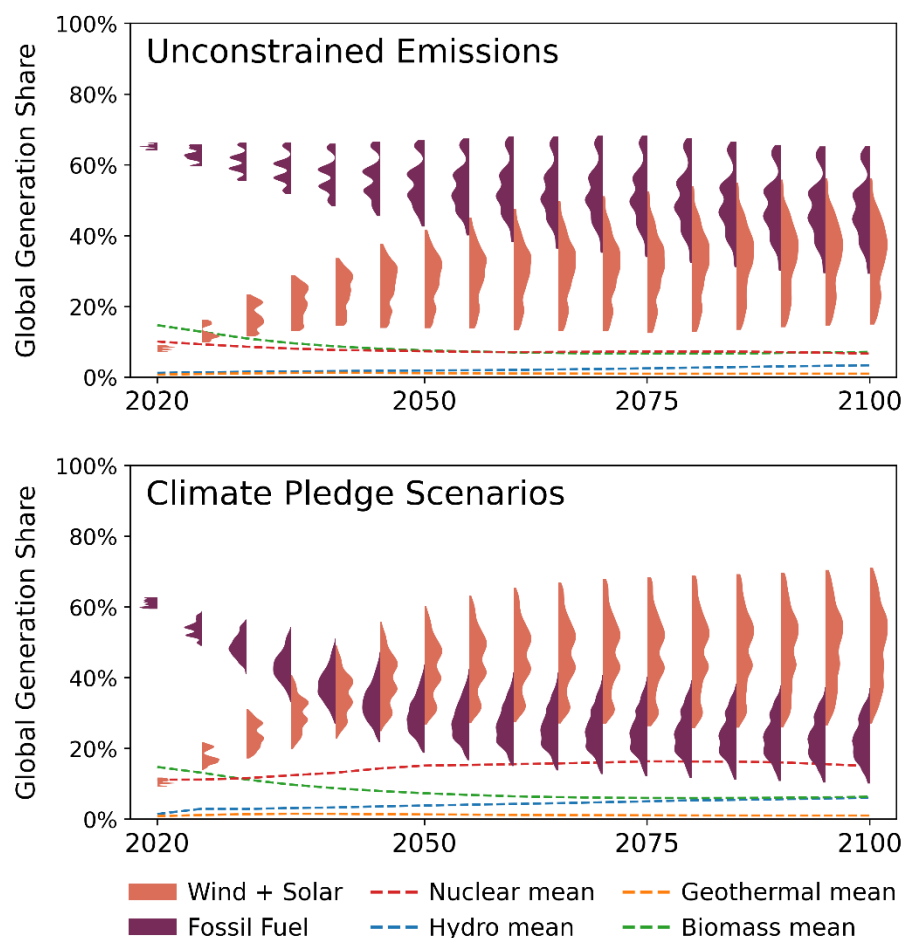 100%
Unconstrained Emissions
80%
60%
40%
20%
0%
Global Generation Share
2020 2050 2075 2100
100%
Climate Pledge Scenarios
80%
60%
40%
20%
0%
Global Generation Share
2020 2050 2075 2100
Wind + Solar Nuclear mean Geothermal mean
Fossil Fuel Hydro mean Biomass mean